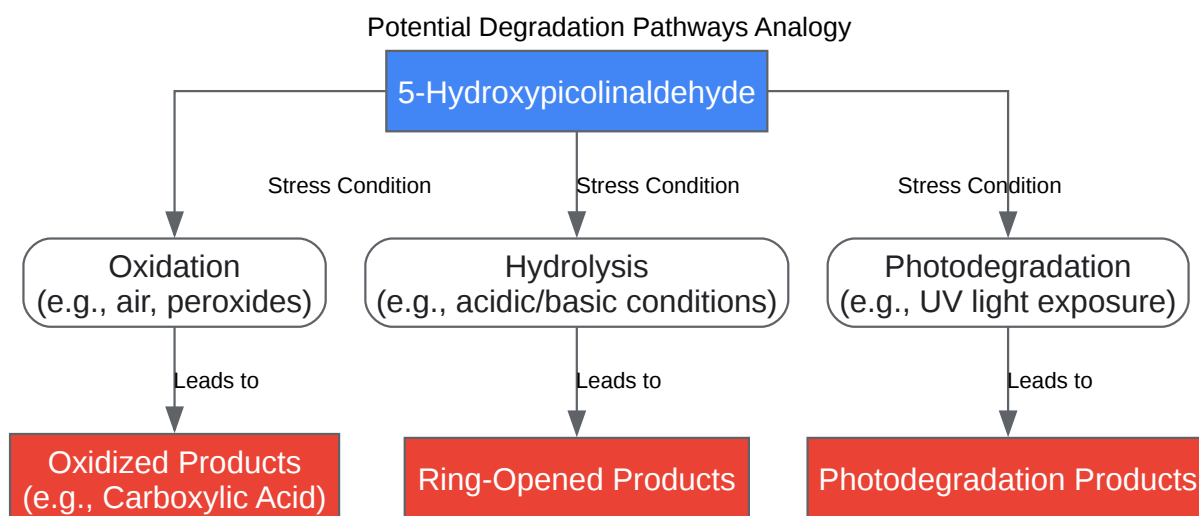 Potential Degradation Pathways Analogy
5-Hydroxypicolinaldehyde
Stress Condition
Stress Condition
Stress Condition
Oxidation
(e.g., air, peroxides)
Hydrolysis
(e.g., acidic/basic conditions)
Photodegradation
(e.g., UV light exposure)
Leads to
Leads to
Leads to
Oxidized Products
(e.g., Carboxylic Acid)
Ring-Opened Products
Photodegradation Products